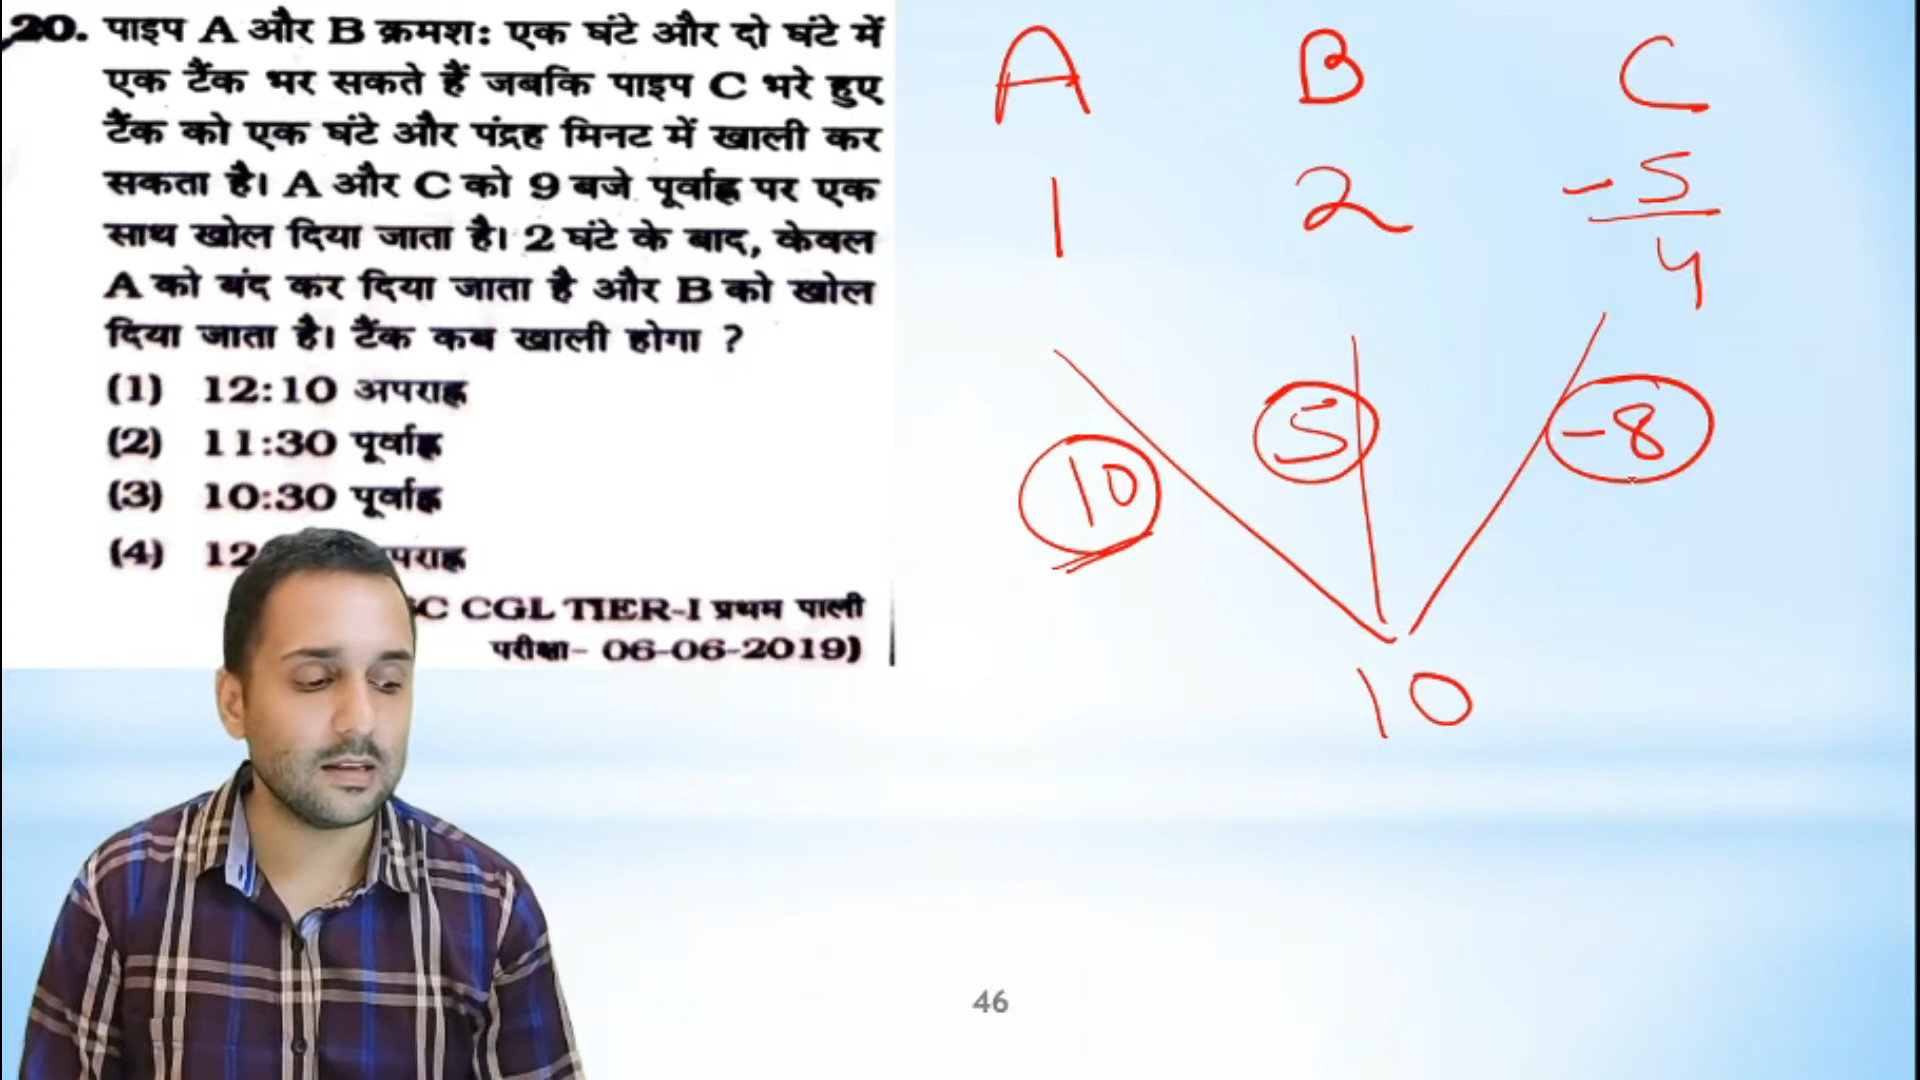 20. पाइप A और B क्रमश: एक घंटे और दो घंटे में
एक टैंक भर सकते हैं जबकि पाइप C भरे हुए
टैंक को एक घंटे और पंद्रह मिनट में खाली कर
सकता है। A और C को 9 बजे पूर्वाह्न पर एक
साथ खोल दिया जाता है। 2 घंटे के बाद, केवल
A को बंद कर दिया जाता है और B को खोल
दिया जाता है। टैंक कब खाली होगा ?
(1) 12:10 अपराह्न
(2) 11:30 पूर्वाह्न
(3) 10:30 पूर्वाह्न
(4) 12
C CGL TIER-I प्रथम पाली
परीक्षा- 06-06-2019)
A B C
1 2 -5/4
10 5 -8
10
46